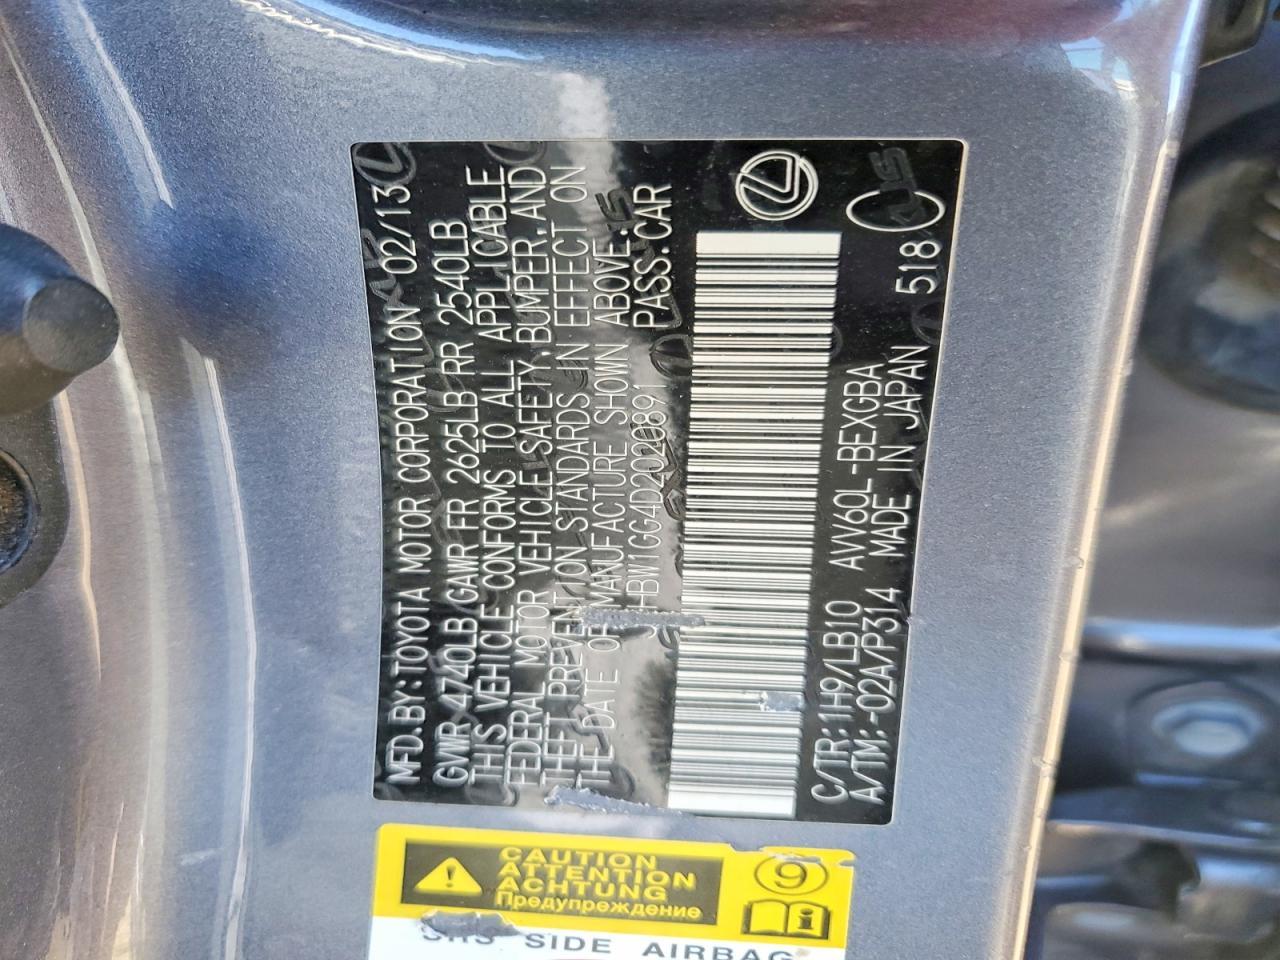 MFD.BY:TOYOTA MOTOR CORPORATION 02/13
GVWR 4740LB GAWR FR 2625LB RR 2540LB
THIS VEHICLE CONFORMS TO ALL APPLICABLE
FEDERAL MOTOR VEHICLE SAFETY, BUMPER, AND
THEFT PREVENTION STANDARDS IN EFFECT ON
THE DATE OF MANUFACTURE SHOWN ABOVE.
HBW1GG4D2020891 PASS.CAR
C/TR:1H9/LB10 AVV60L-BEXGBA
A/TM:-02A/P314 MADE IN JAPAN 518
CAUTION
ATTENTION
ACHTUNG
Предупреждение
9
i
SRS SIDE AIRBAG